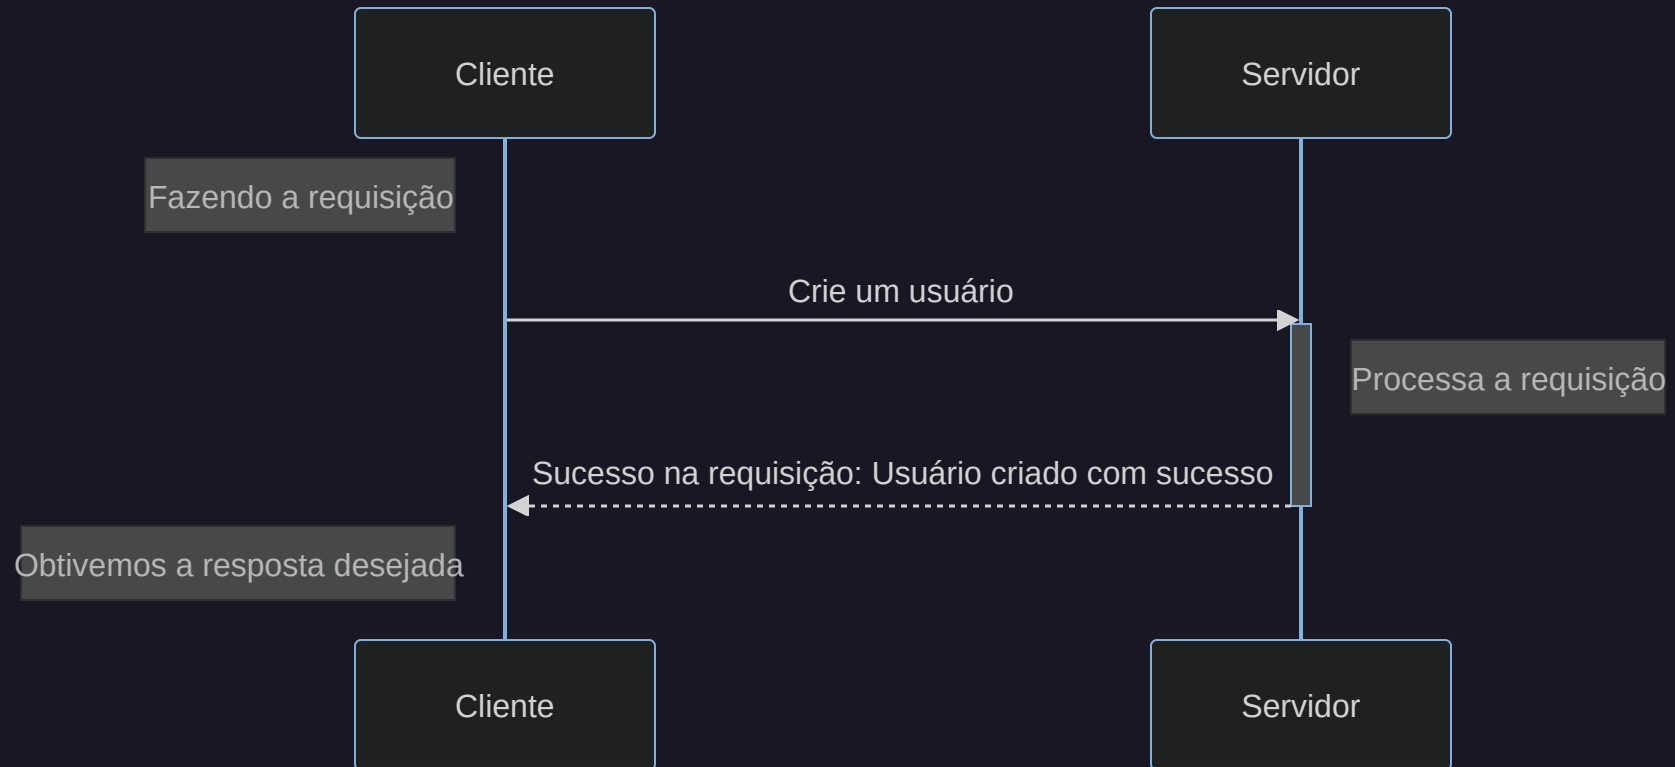 Cliente
Servidor
Fazendo a requisição
Crie um usuário
Processa a requisição
Sucesso na requisição: Usuário criado com sucesso
Obtivemos a resposta desejada
Cliente
Servidor